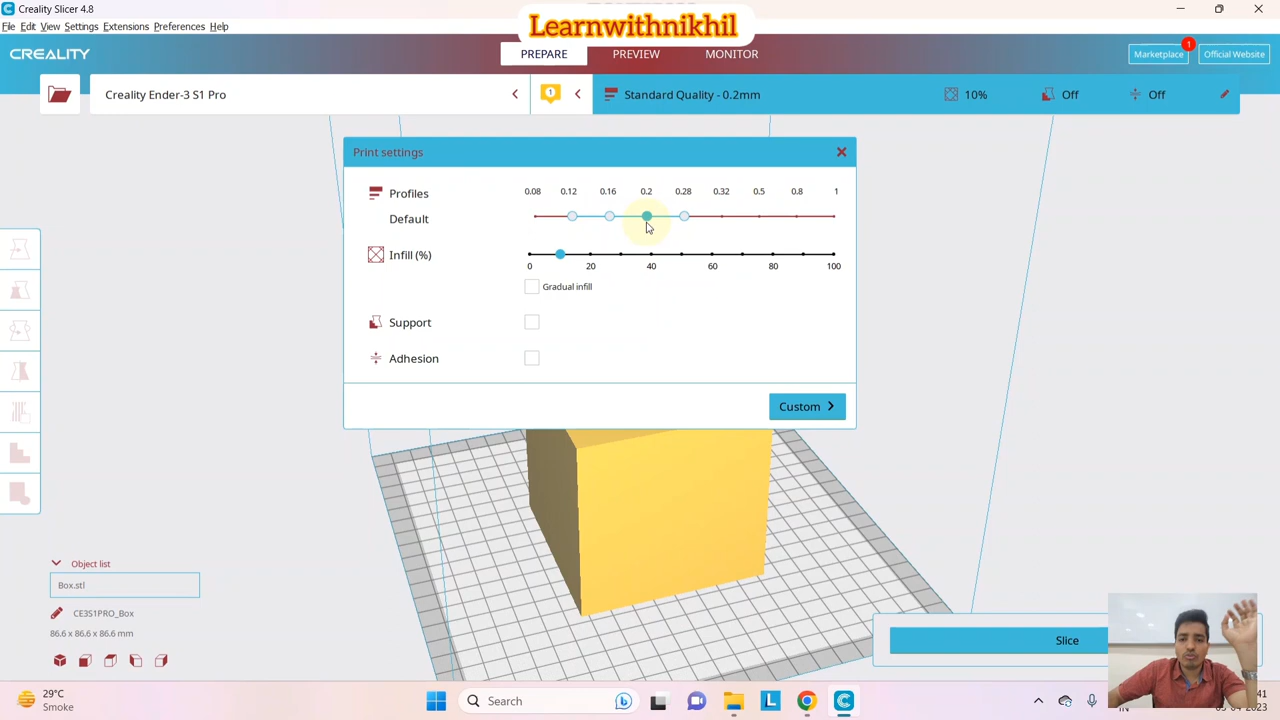 Creality Slicer 4.8
File Edit View Settings Extensions Preferences Help
Learnwithnikhil
CREALITY
PREPARE
PREVIEW
MONITOR
Marketplace
1
Official Website
Creality Ender-3 S1 Pro
1
Standard Quality - 0.2mm
10%
Off
Off
Print settings
Profiles
0.08 0.12 0.16 0.2 0.28 0.32 0.5 0.8 1
Default
Infill (%)
0 20 40 60 80 100
Gradual infill
Support
Adhesion
Custom
Object list
Box.stl
CE3S1PRO_Box
86.6 x 86.6 x 86.6 mm
Slice
29°C
Smoke
Search